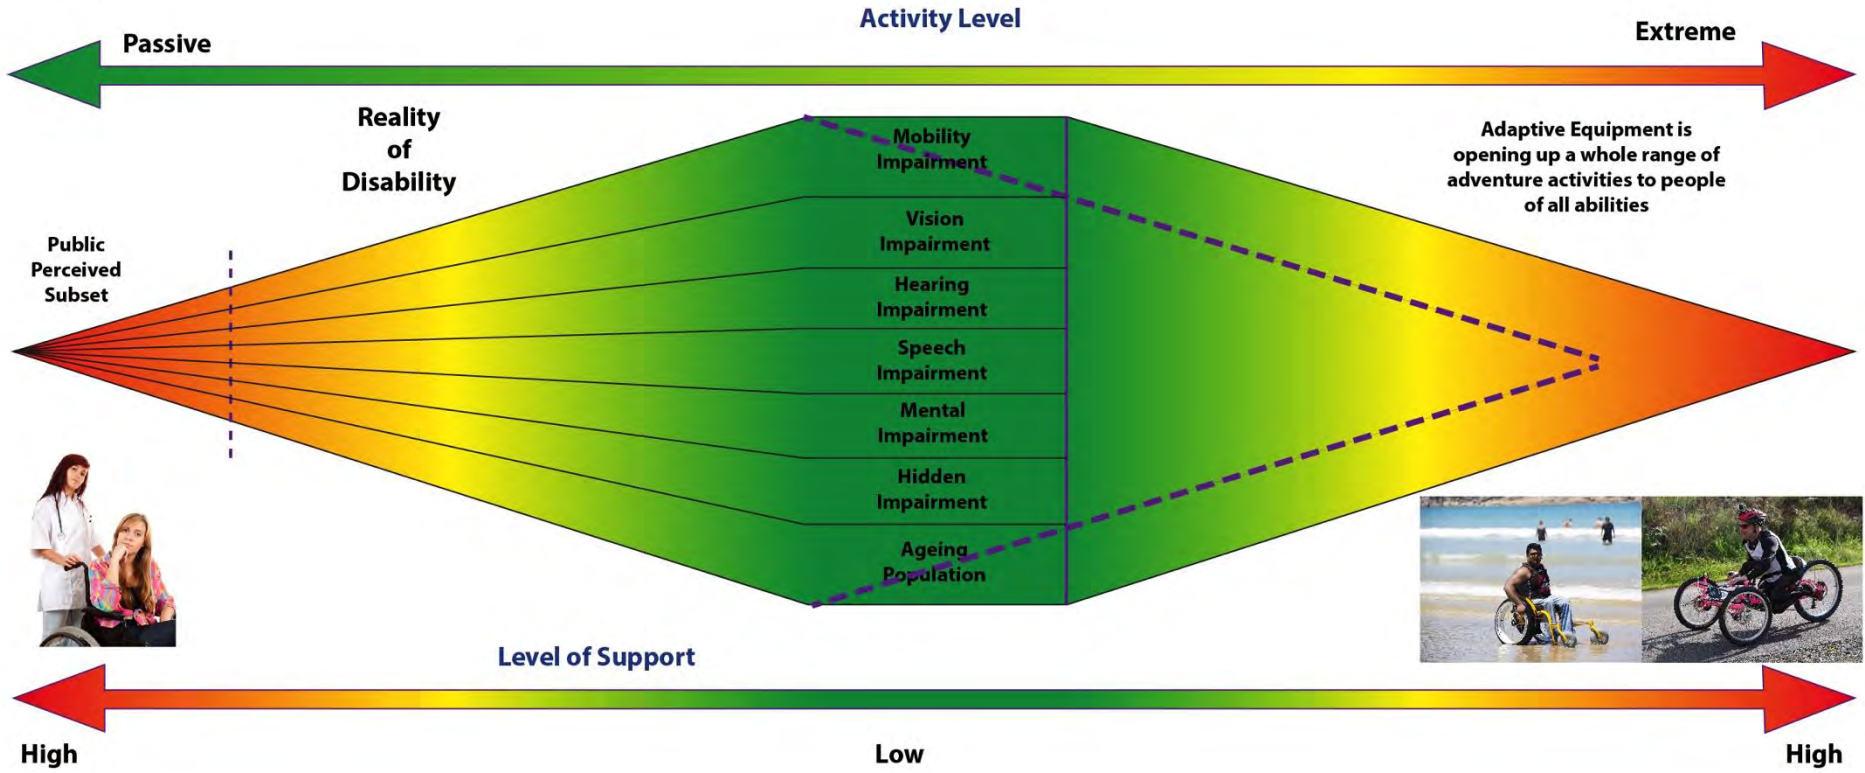 Activity Level
Passive
Extreme
Reality
of
Disability
Adaptive Equipment is
opening up a whole range of
adventure activities to people
of all abilities
Public
Perceived
Subset
Mobility
Impairment
Vision
Impairment
Hearing
Impairment
Speech
Impairment
Mental
Impairment
Hidden
Impairment
Ageing
Population
Level of Support
High
Low
High